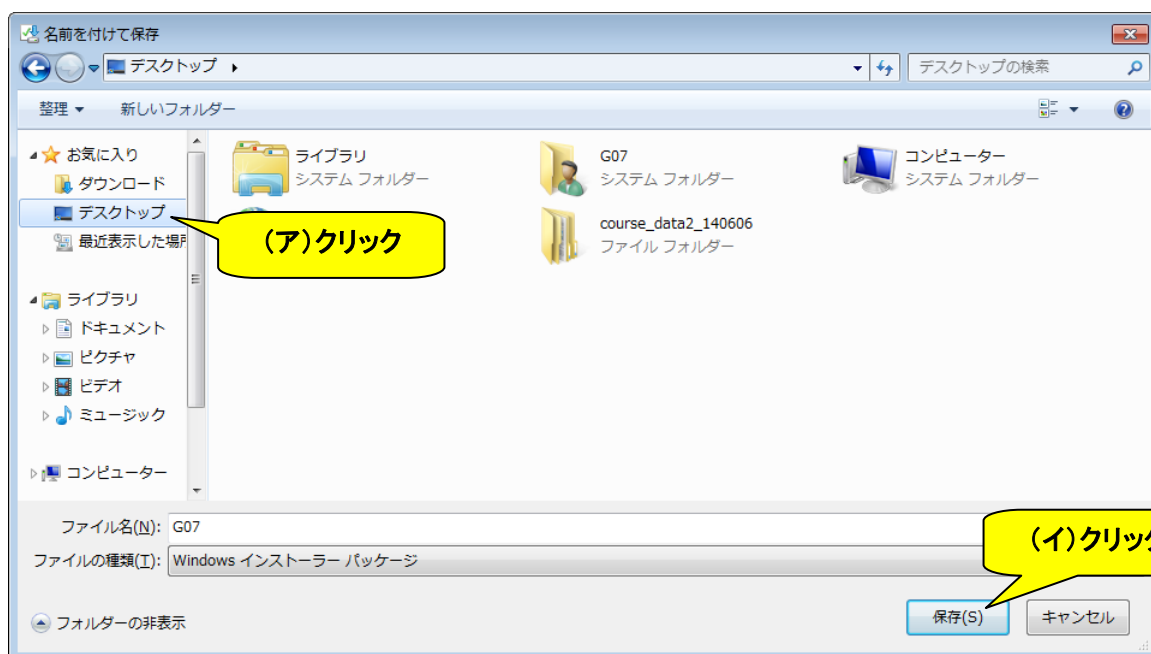 名前を付けて保存
デスクトップ
デスクトップの検索
整理 新しいフォルダー
お気に入り
ダウンロード
デスクトップ
最近表示した場所
ライブラリ
ドキュメント
ピクチャ
ビデオ
ミュージック
コンピューター
ライブラリ
システム フォルダー
G07
システム フォルダー
コンピューター
システム フォルダー
course_data2_140606
ファイル フォルダー
(ア)クリック
ファイル名(N): G07
ファイルの種類(T): Windows インストーラー パッケージ
(イ)クリック
フォルダーの非表示
保存(S) キャンセル